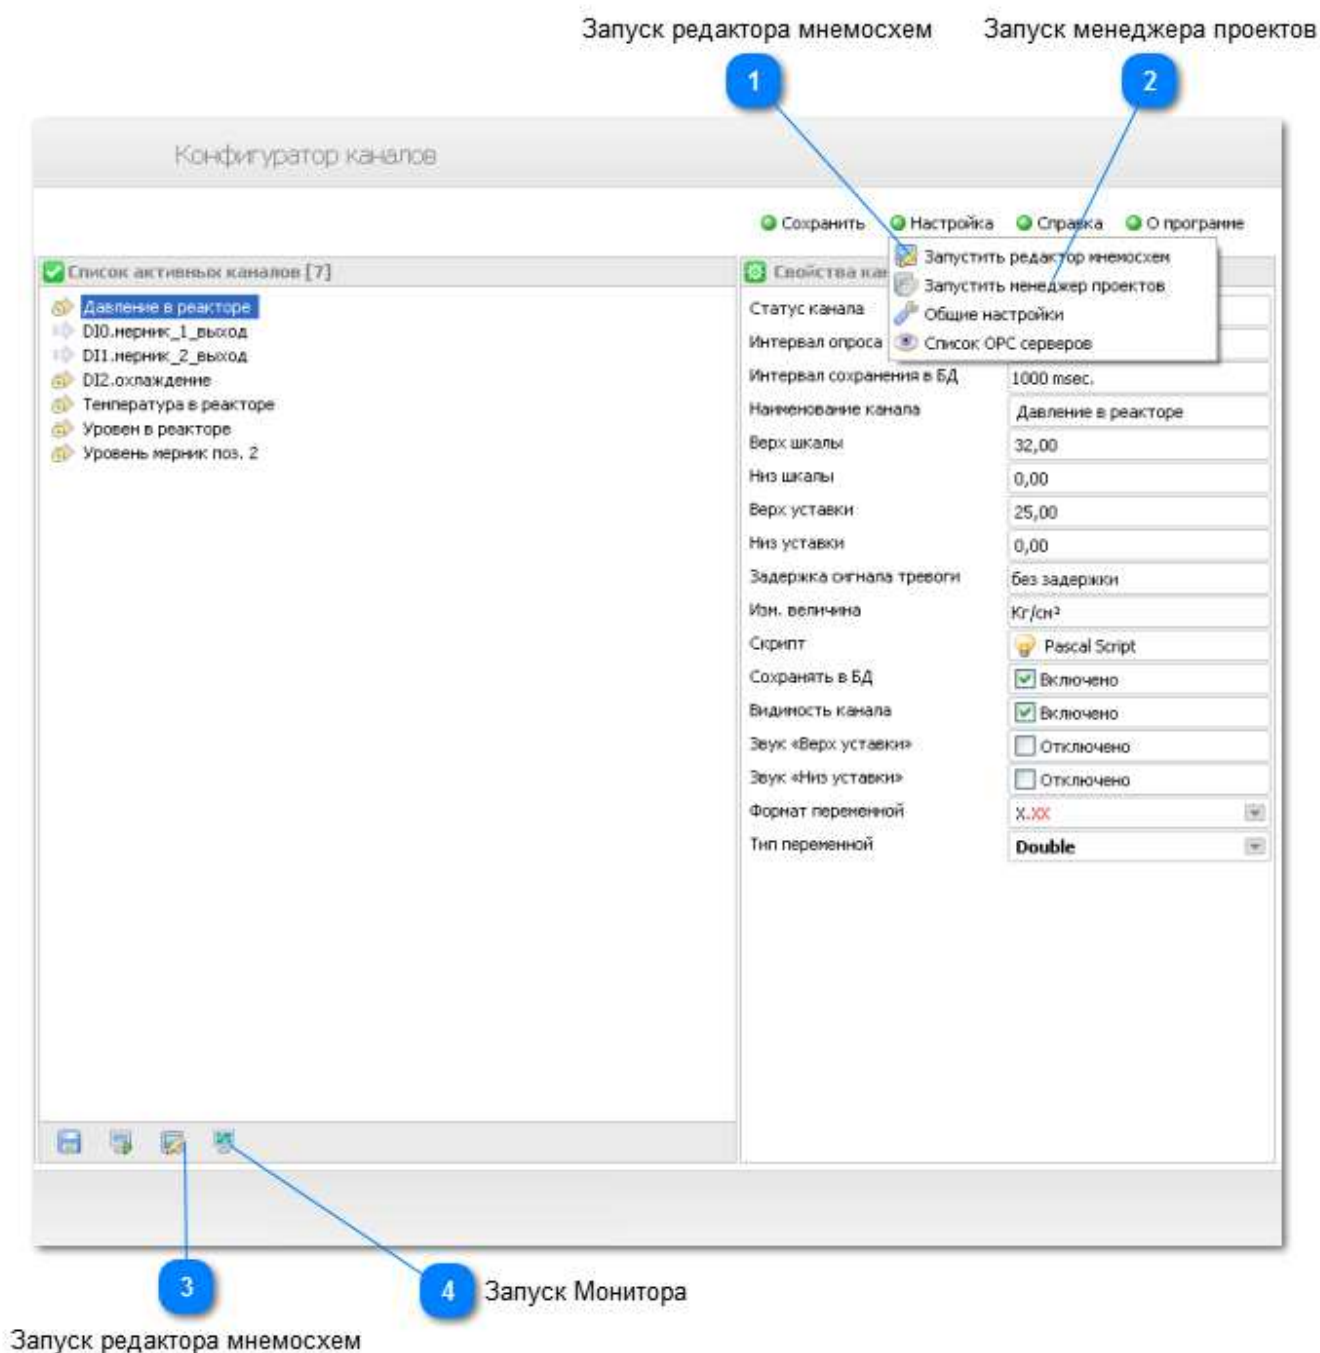 Запуск редактора мнемосхем
Запуск менеджера проектов
1
2
Конфигуратор каналов
Сохранить
Настройка
Справка
О програмне
Запустить редактор мнемосхем
Запустить менеджер проектов
Общие настройки
Список OPC серверов
Список активных каналов [7]
Давление в реакторе
DI0.мерник_1_выход
DI1.мерник_2_выход
DI2.охлаждение
Температура в реакторе
Уровен в реакторе
Уровень мерник поз. 2
Свойства кан
Статус канала
Интервал опроса
Интервал сохранения в БД 1000 msec.
Наименование канала Давление в реакторе
Верх шкалы 32,00
Низ шкалы 0,00
Верх уставки 25,00
Низ уставки 0,00
Задержка сигнала тревоги без задержки
Изм. величина Кг/см²
Скрипт Pascal Script
Сохранять в БД Включено
Видимость канала Включено
Звук «Верх уставки» Отключено
Звук «Низ уставки» Отключено
Формат переменной X.XX
Тип переменной Double
3
4
Запуск Монитора
Запуск редактора мнемосхем